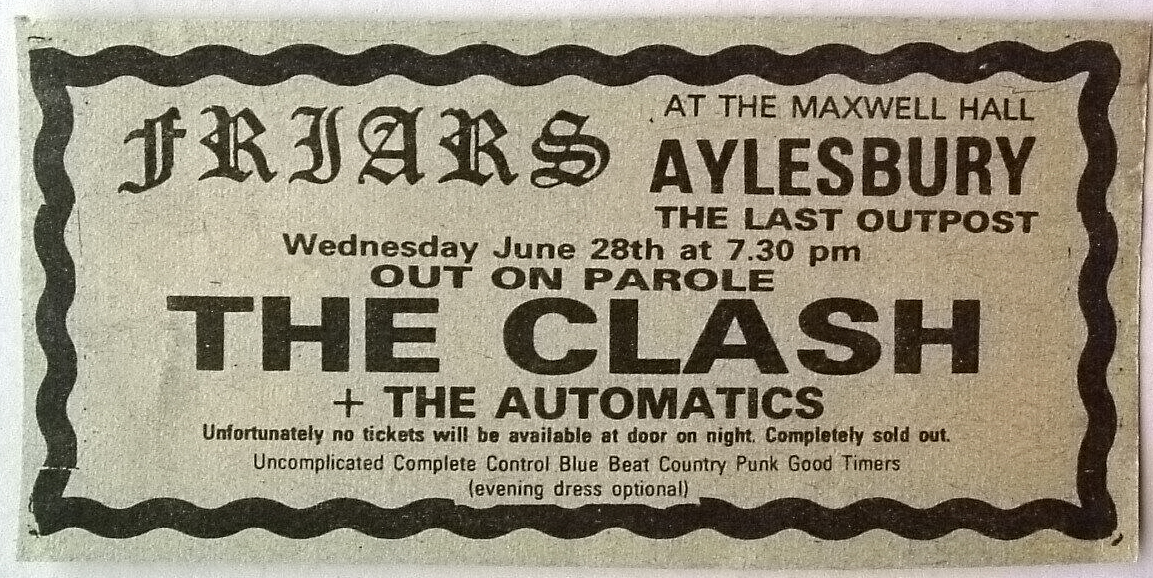 FRIARS
AT THE MAXWELL HALL
AYLESBURY
THE LAST OUTPOST
Wednesday June 28th at 7.30 pm
OUT ON PAROLE
THE CLASH
+ THE AUTOMATICS
Unfortunately no tickets will be available at door on night. Completely sold out.
Uncomplicated Complete Control Blue Beat Country Punk Good Timers
(evening dress optional)